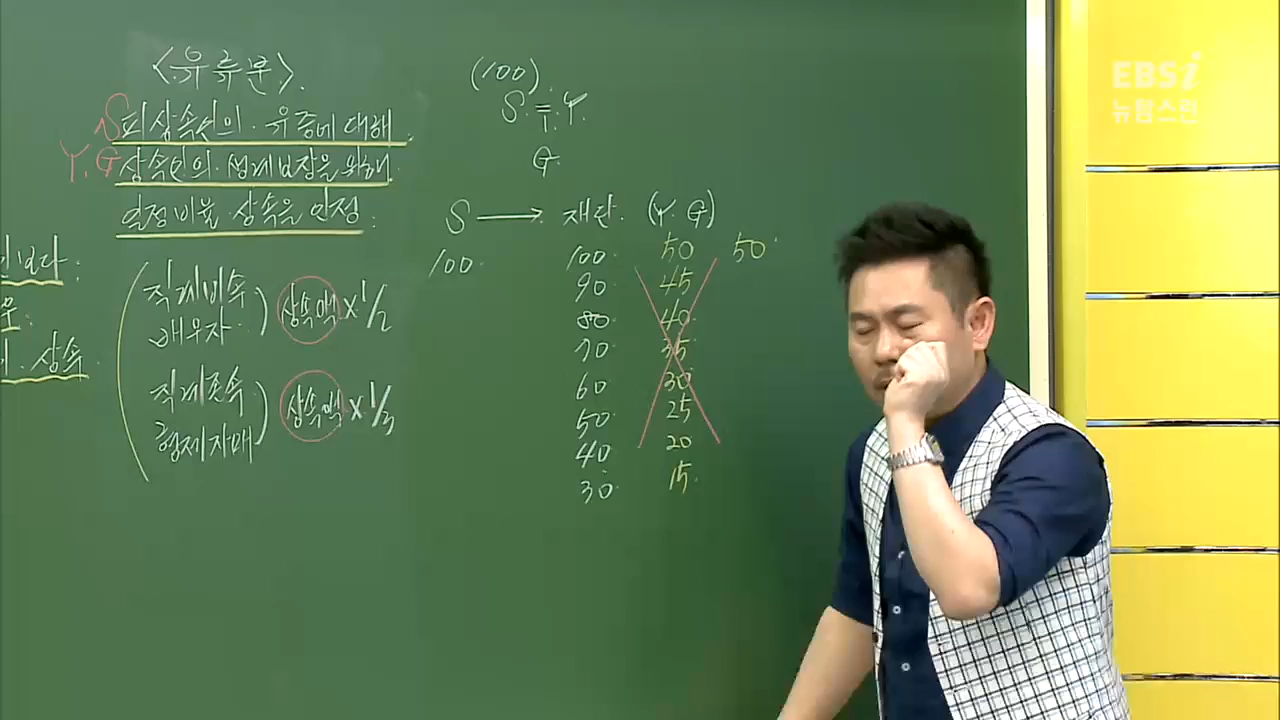 <유류분>
S 피상속인의 유증에 대해
Y. G 상속인의 생계보장을 위해
일정비율 상속을 인정
보다
상속
직계비속
배우자
상속액 × 1/2
직계존속
형제자매
상속액 × 1/3
(100)
S = Y
G
S → 재단 (Y. G)
100 100 50 50
90 45
80 40
70 35
60 30
50 25
40 20
30 15
EBSi
뉴탐스런